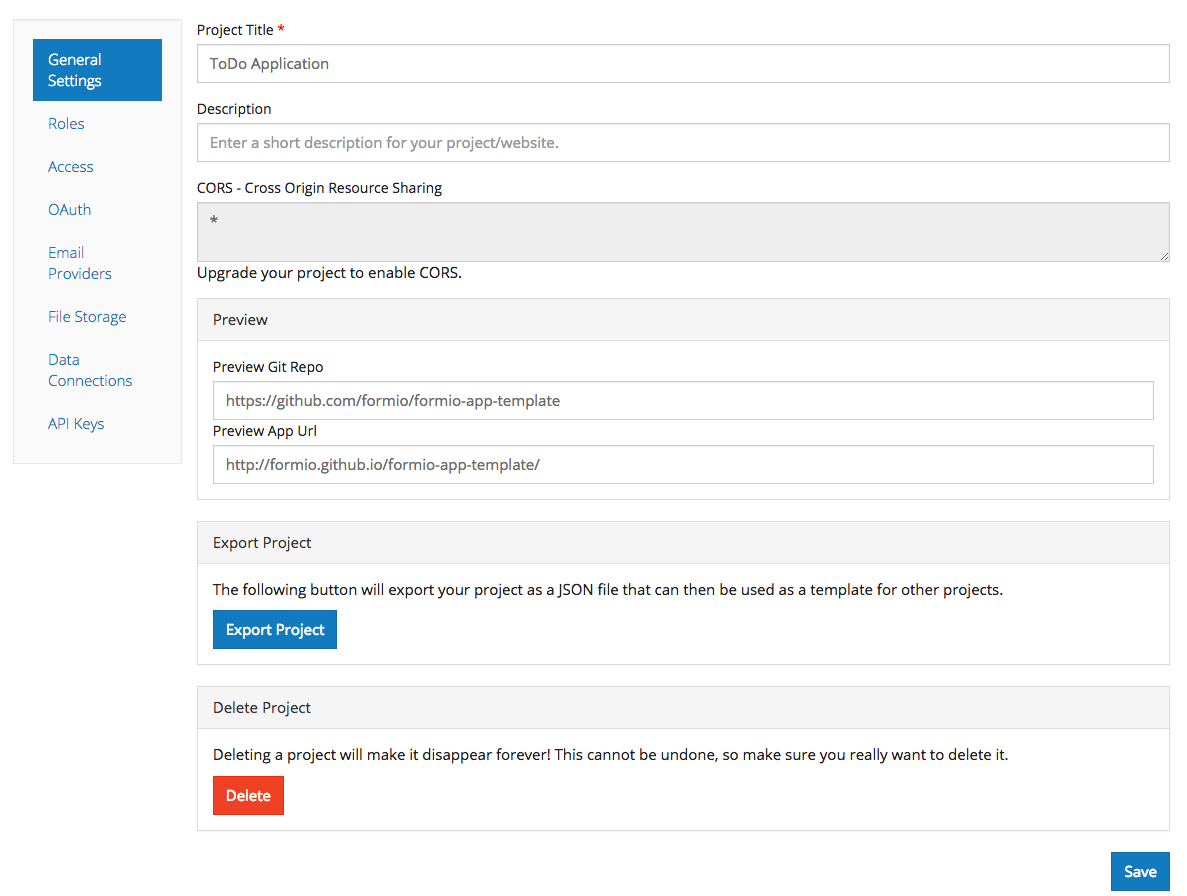 General
Settings
Roles
Access
OAuth
Email
Providers
File Storage
Data
Connections
API Keys
Project Title *
ToDo Application
Description
Enter a short description for your project/website.
CORS - Cross Origin Resource Sharing
*
Upgrade your project to enable CORS.
Preview
Preview Git Repo
https://github.com/formio/formio-app-template
Preview App Url
http://formio.github.io/formio-app-template/
Export Project
The following button will export your project as a JSON file that can then be used as a template for other projects.
Export Project
Delete Project
Deleting a project will make it disappear forever! This cannot be undone, so make sure you really want to delete it.
Delete
Save